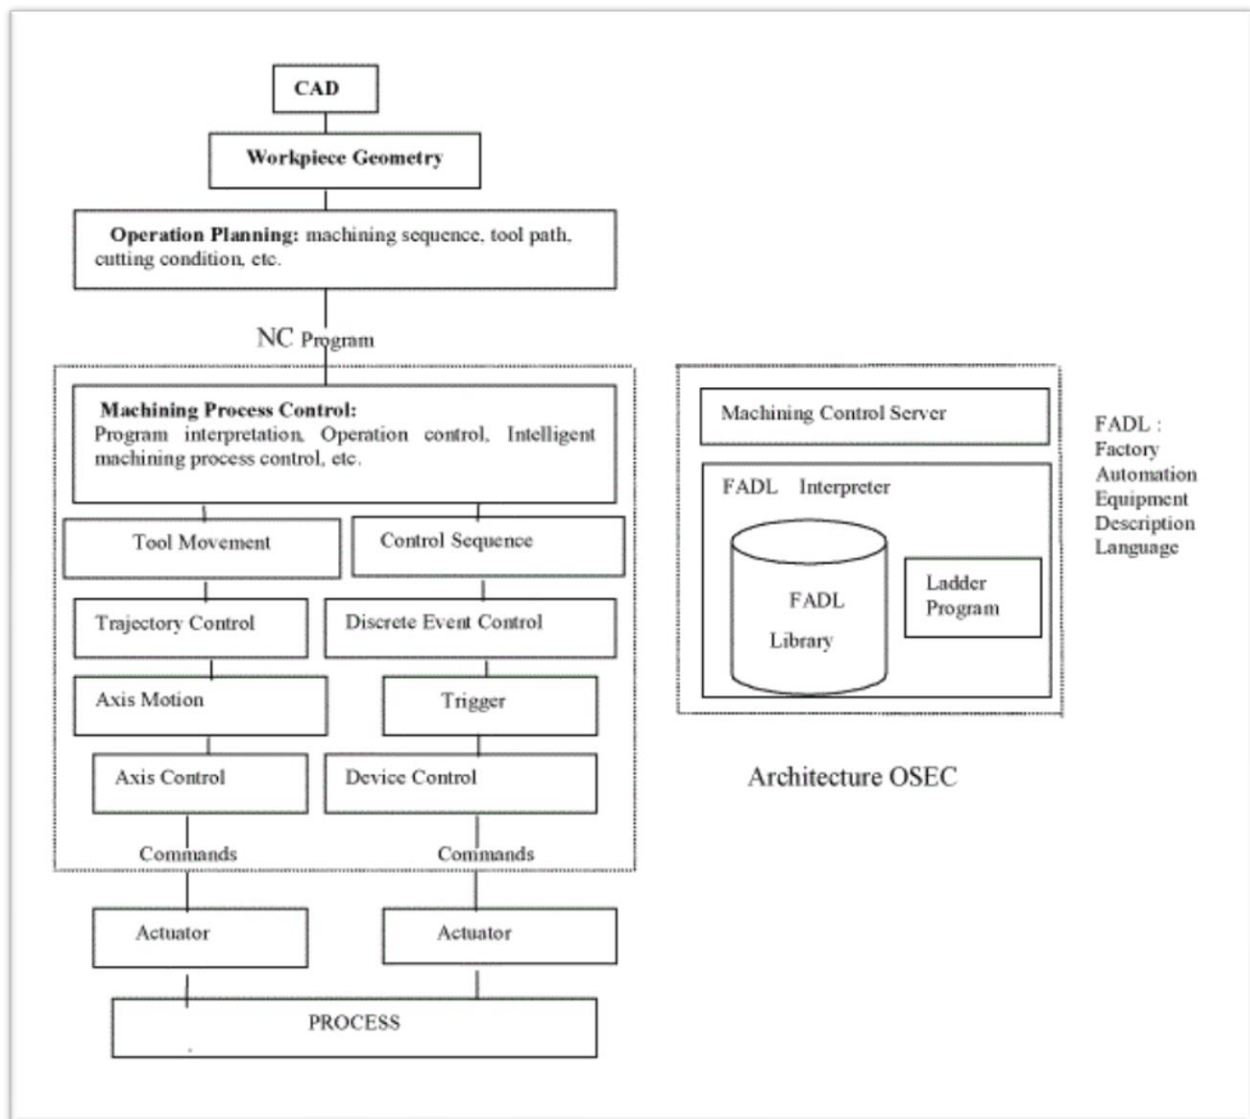 CAD
Workpiece Geometry
Operation Planning: machining sequence, tool path,
cutting condition, etc.
NC Program
Machining Process Control:
Program interpretation, Operation control, Intelligent
machining process control, etc.
Tool Movement
Control Sequence
Trajectory Control
Discrete Event Control
Axis Motion
Trigger
Axis Control
Device Control
Commands
Commands
Actuator
Actuator
PROCESS
Machining Control Server
FADL Interpreter
FADL
Library
Ladder
Program
FADL :
Factory
Automation
Equipment
Description
Language
Architecture OSEC